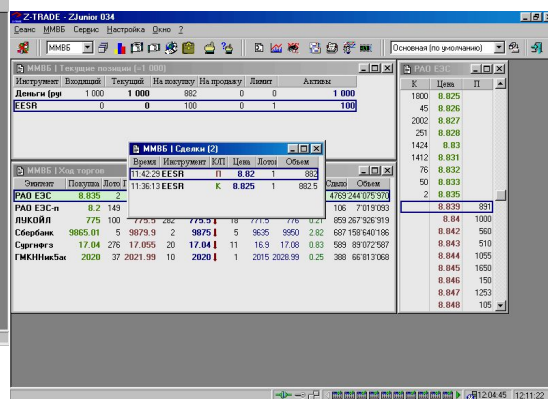 Z-TRADE - ZJunior 034
Сеанс ММВБ Сервис Настройка Окно ?
ММВБ
Основная (по умолчанию)
ММВБ | Текущие позиции (=1 000)
Инструмент Входящий Текущий На покупку На продажу Лимит Активы
Деньги (ру 1 000 1 000 882 0 0 1 000
EESR 0 0 100 0 1 100
ММВБ | Сделки (2)
Время Инструмент К/П Цена Лотов Объем
11:42:29 EESR П 8.82 1 882
11:36:13 EESR К 8.825 1 882.5
ММВБ | Ход торгов
Эмитент Покупка Лотов Сдало Объем
РАО ЕЭС 8.835 2 4769 244'075'970
РАО ЕЭС-п 8.2 149 106 7'019'093
ЛУКОЙЛ 775 100 775.5 282 775.5 18 771.5 776 0.21 859 267'926'919
Сбербанк 9865.01 5 9879.9 2 9875 5 9635 9950 2.82 687 158'640'186
Сургнфгз 17.04 276 17.055 20 17.04 11 16.9 17.08 0.83 589 89'072'587
ГМКННик5ао 2020 37 2021.99 10 2020 1 2015 2028.99 0.25 388 66'813'068
РАО ЕЭС
К Цена П
1800 8.825
45 8.826
2002 8.827
251 8.828
1424 8.83
1412 8.831
76 8.832
50 8.833
2 8.835
8.839 891
8.84 1000
8.842 560
8.843 510
8.844 1055
8.845 1650
8.846 150
8.847 1253
8.848 105
12:04:45 12:11:22